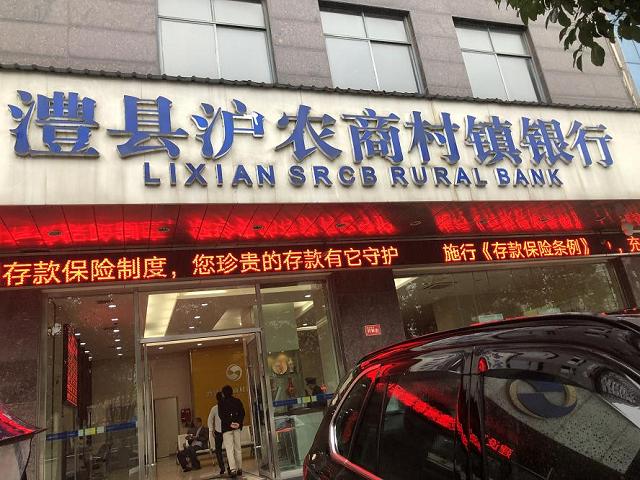 澧县沪农商村镇银行
LIXIAN SRCB RURAL BANK
存款保险制度，您珍贵的存款有它守护 施行《存款保险条例》，充